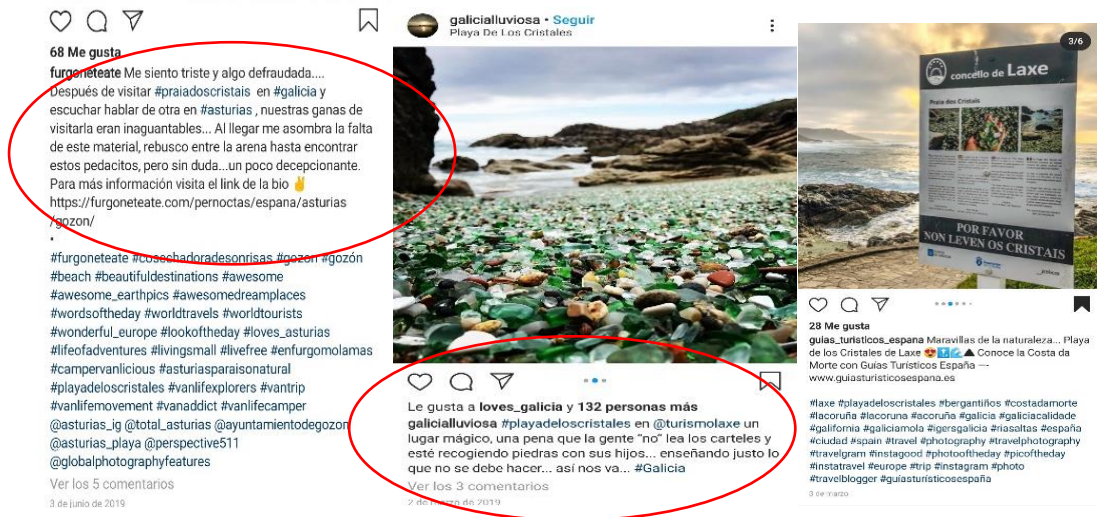 68 Me gusta
furgoneteate Me siento triste y algo defraudada....
Después de visitar #praiadoscristais en #galicia y
escuchar hablar de otra en #asturias , nuestras ganas de
visitarla eran inaguantables... Al llegar me asombra la falta
de este material, rebusco entre la arena hasta encontrar
estos pedacitos, pero sin duda...un poco decepcionante.
Para más información visita el link de la bio ✌️
https://furgoneteate.com/pernoctas/espana/asturias
/gozon/
•
#furgoneteate #cosechadoradesonrisas #gozon #gozón
#beach #beautifuldestinations #awesome
#awesome_earthpics #awesomedreamplaces
#wordsoftheday #worldtravels #worldtourists
#wonderful_europe #lookoftheday #loves_asturias
#lifeofadventures #livingsmall #livefree #enfurgomolamas
#campervanlicious #asturiasparaisonatural
#playadeloscristales #vanlifexplorers #vantrip
#vanlifemovement #vanaddict #vanlifecamper
@asturias_ig @total_asturias @ayuntamientodegozon
@asturias_playa @perspective511
@globalphotographyfeatures
Ver los 5 comentarios
3 de junio de 2019
galicialluviosa • Seguir
Playa De Los Cristales
Le gusta a loves_galicia y 132 personas más
galicialluviosa #playadeloscristales en @turismolaxe un
lugar mágico, una pena que la gente "no" lea los carteles y
esté recogiendo piedras con sus hijos... enseñando justo lo
que no se debe hacer... así nos va... #Galicia
Ver los 3 comentarios
2 de marzo de 2019
3/6
concello de Laxe
Praia dos Cristais
POR FAVOR
NON LEVEN OS CRISTAIS
28 Me gusta
guias_turisticos_espana Maravillas de la naturaleza... Playa
de los Cristales de Laxe 😍 Conoce la Costa da
Morte con Guías Turísticos España —-
www.guiasturisticosespana.es
#laxe #playadeloscristales #bergantiños #costadamorte
#lacoruña #lacoruna #acoruña #galicia #galiciacalidade
#galifornia #galiciamola #igersgalicia #riasaltas #españa
#ciudad #spain #travel #photography #travelphotography
#travelgram #instagood #photooftheday #picoftheday
#instatravel #europe #trip #instagram #photo
#travelblogger #guíasturisticosespaña
3 de marzo